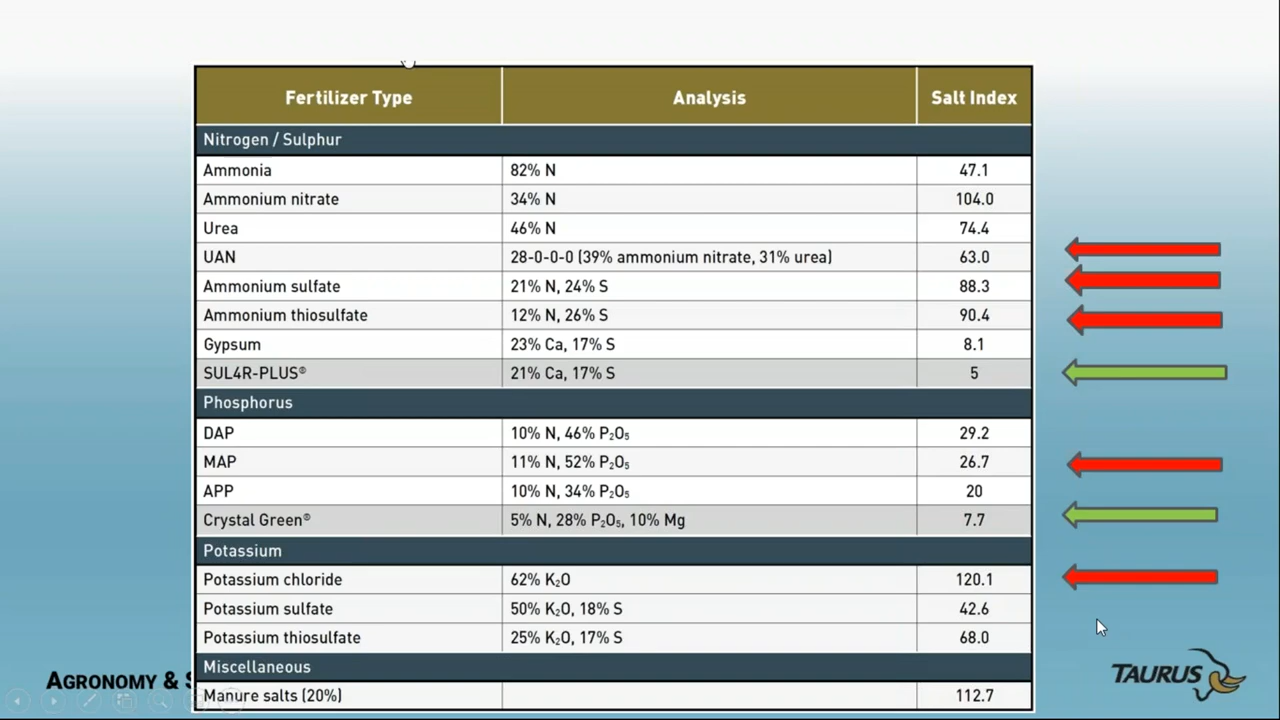 Fertilizer Type Analysis Salt Index
Nitrogen / Sulphur
Ammonia 82% N 47.1
Ammonium nitrate 34% N 104.0
Urea 46% N 74.4
UAN 28-0-0-0 (39% ammonium nitrate, 31% urea) 63.0
Ammonium sulfate 21% N, 24% S 88.3
Ammonium thiosulfate 12% N, 26% S 90.4
Gypsum 23% Ca, 17% S 8.1
SUL4R-PLUS® 21% Ca, 17% S 5
Phosphorus
DAP 10% N, 46% P₂O₅ 29.2
MAP 11% N, 52% P₂O₅ 26.7
APP 10% N, 34% P₂O₅ 20
Crystal Green® 5% N, 28% P₂O₅, 10% Mg 7.7
Potassium
Potassium chloride 62% K₂O 120.1
Potassium sulfate 50% K₂O, 18% S 42.6
Potassium thiosulfate 25% K₂O, 17% S 68.0
Miscellaneous
Manure salts (20%) 112.7
AGRONOMY & S
TAURUS